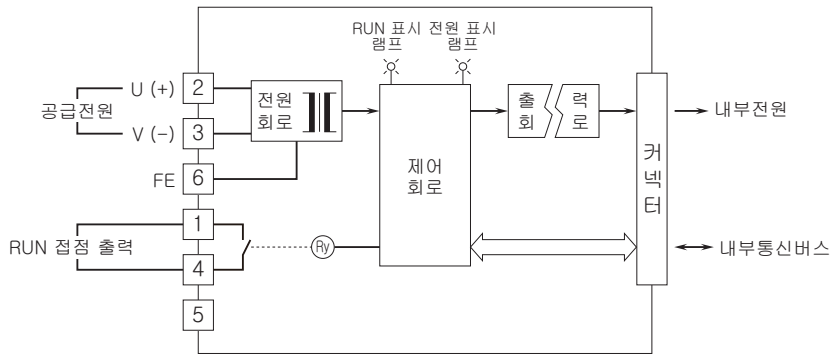 RUN 표시
램프
전원 표시
램프
U (+)
2
공급전원
V (−)
3
전원
회로
FE
6
제어
회로
출
력
회
로
커
넥
터
내부전원
1
RUN 접점 출력
4
Ry
내부통신버스
5